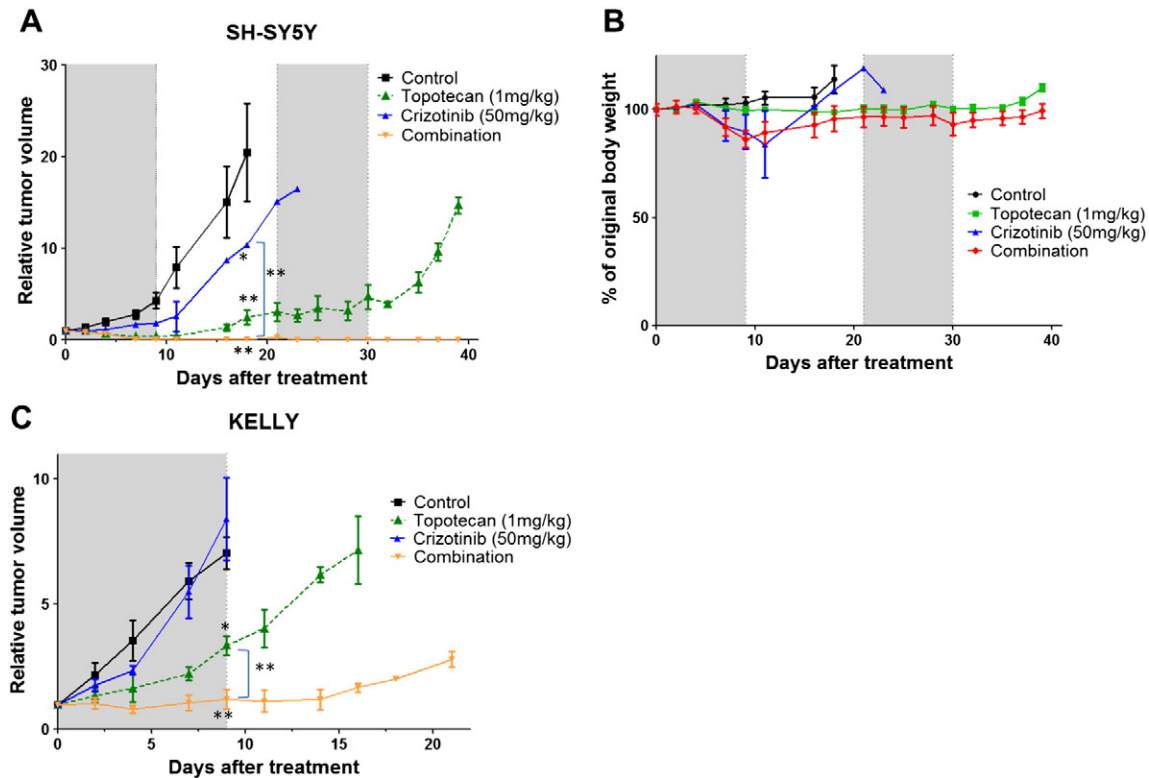 A
SH-SY5Y
Relative tumor volume
30
20
10
0
0 10 20 30 40
Days after treatment
Control
Topotecan (1mg/kg)
Crizotinib (50mg/kg)
Combination
*
**
**
**
B
% of original body weight
100
50
0
0 10 20 30 40
Days after treatment
Control
Topotecan (1mg/kg)
Crizotinib (50mg/kg)
Combination
C
KELLY
Relative tumor volume
10
5
0
0 5 10 15 20
Days after treatment
Control
Topotecan (1mg/kg)
Crizotinib (50mg/kg)
Combination
*
**
**